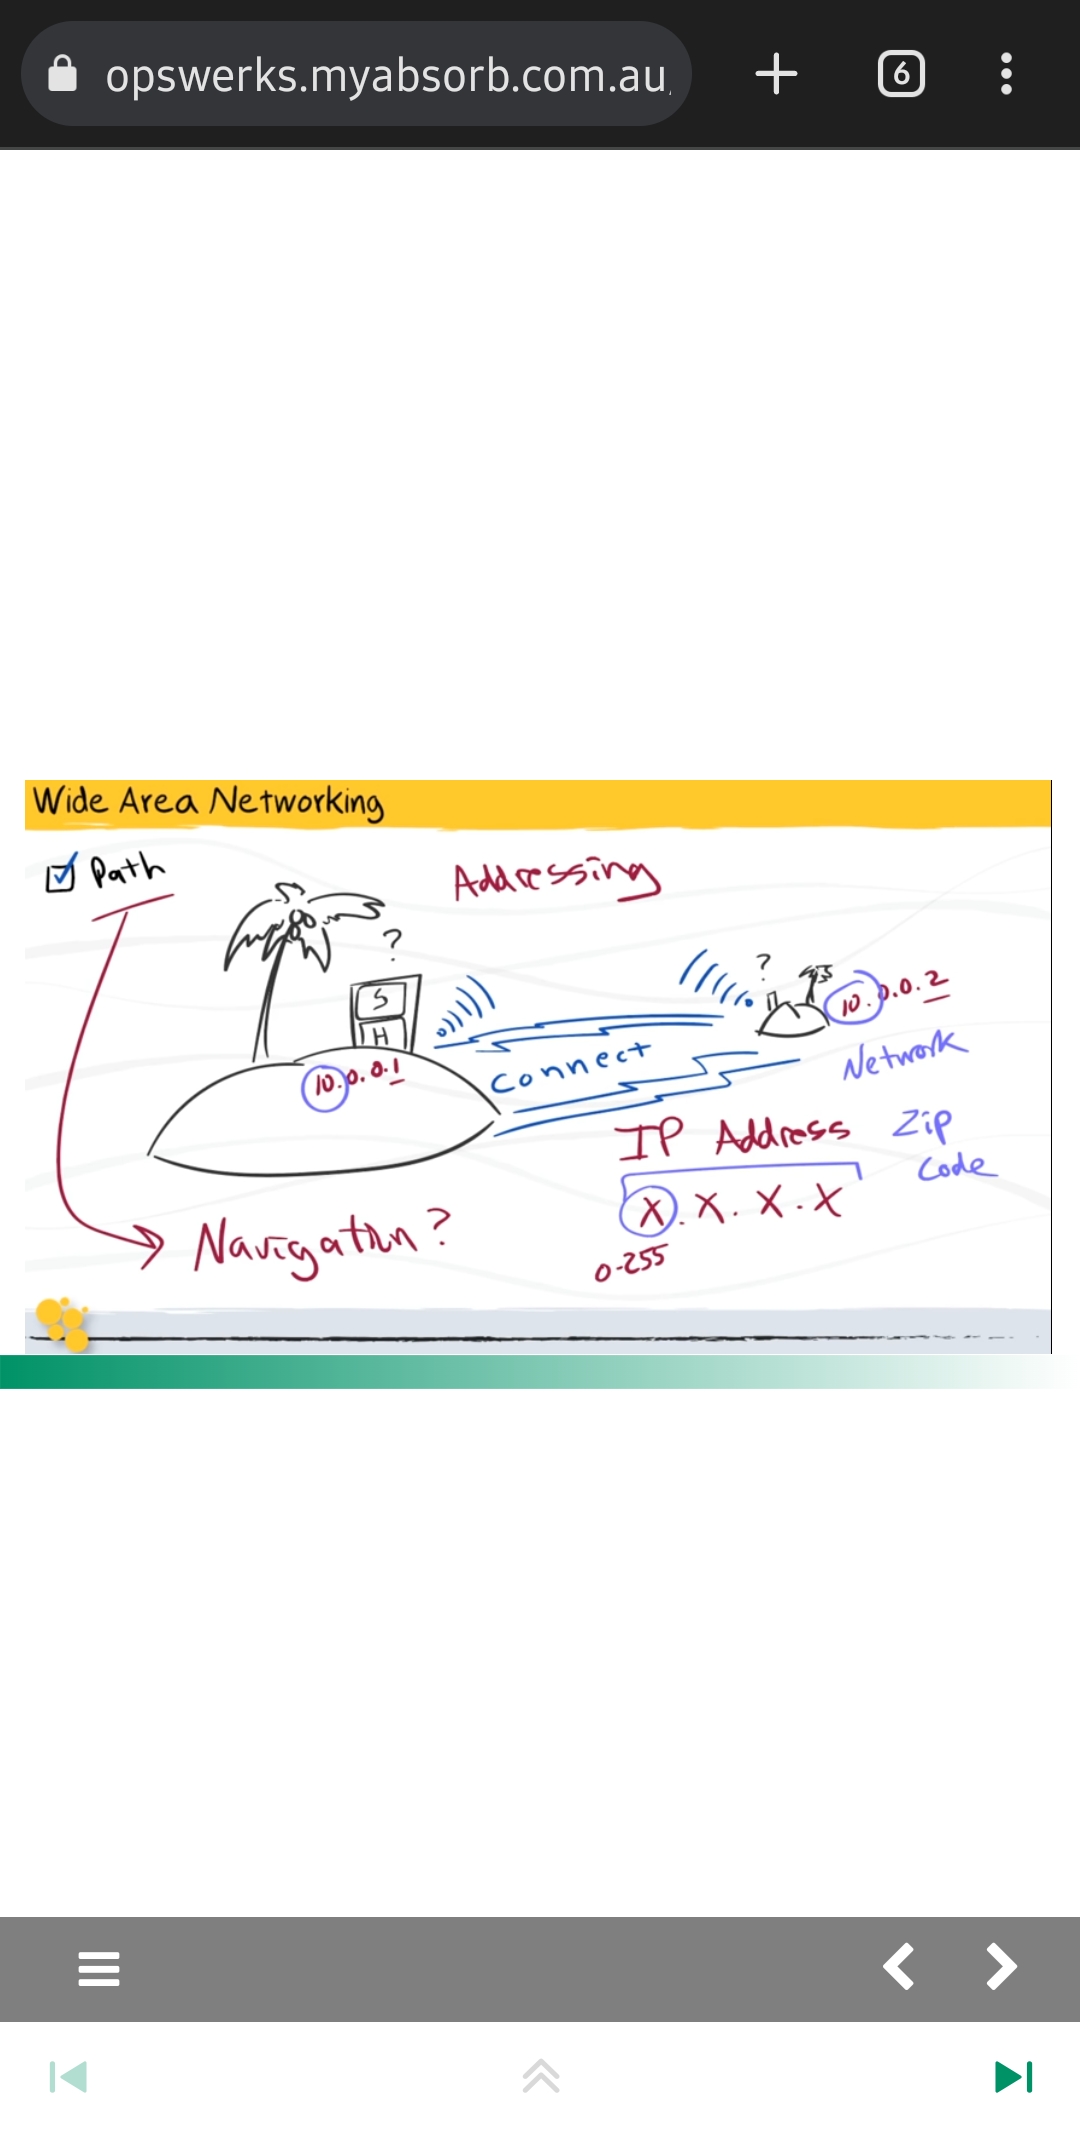 opswerks.myabsorb.com.au
6
Wide Area Networking
Path
Addressing
?
?
S
H
10.0.0.2
10.0.0.1
Connect
Network
IP Address
Zip
Code
X.X.X.X
Navigation?
0-255